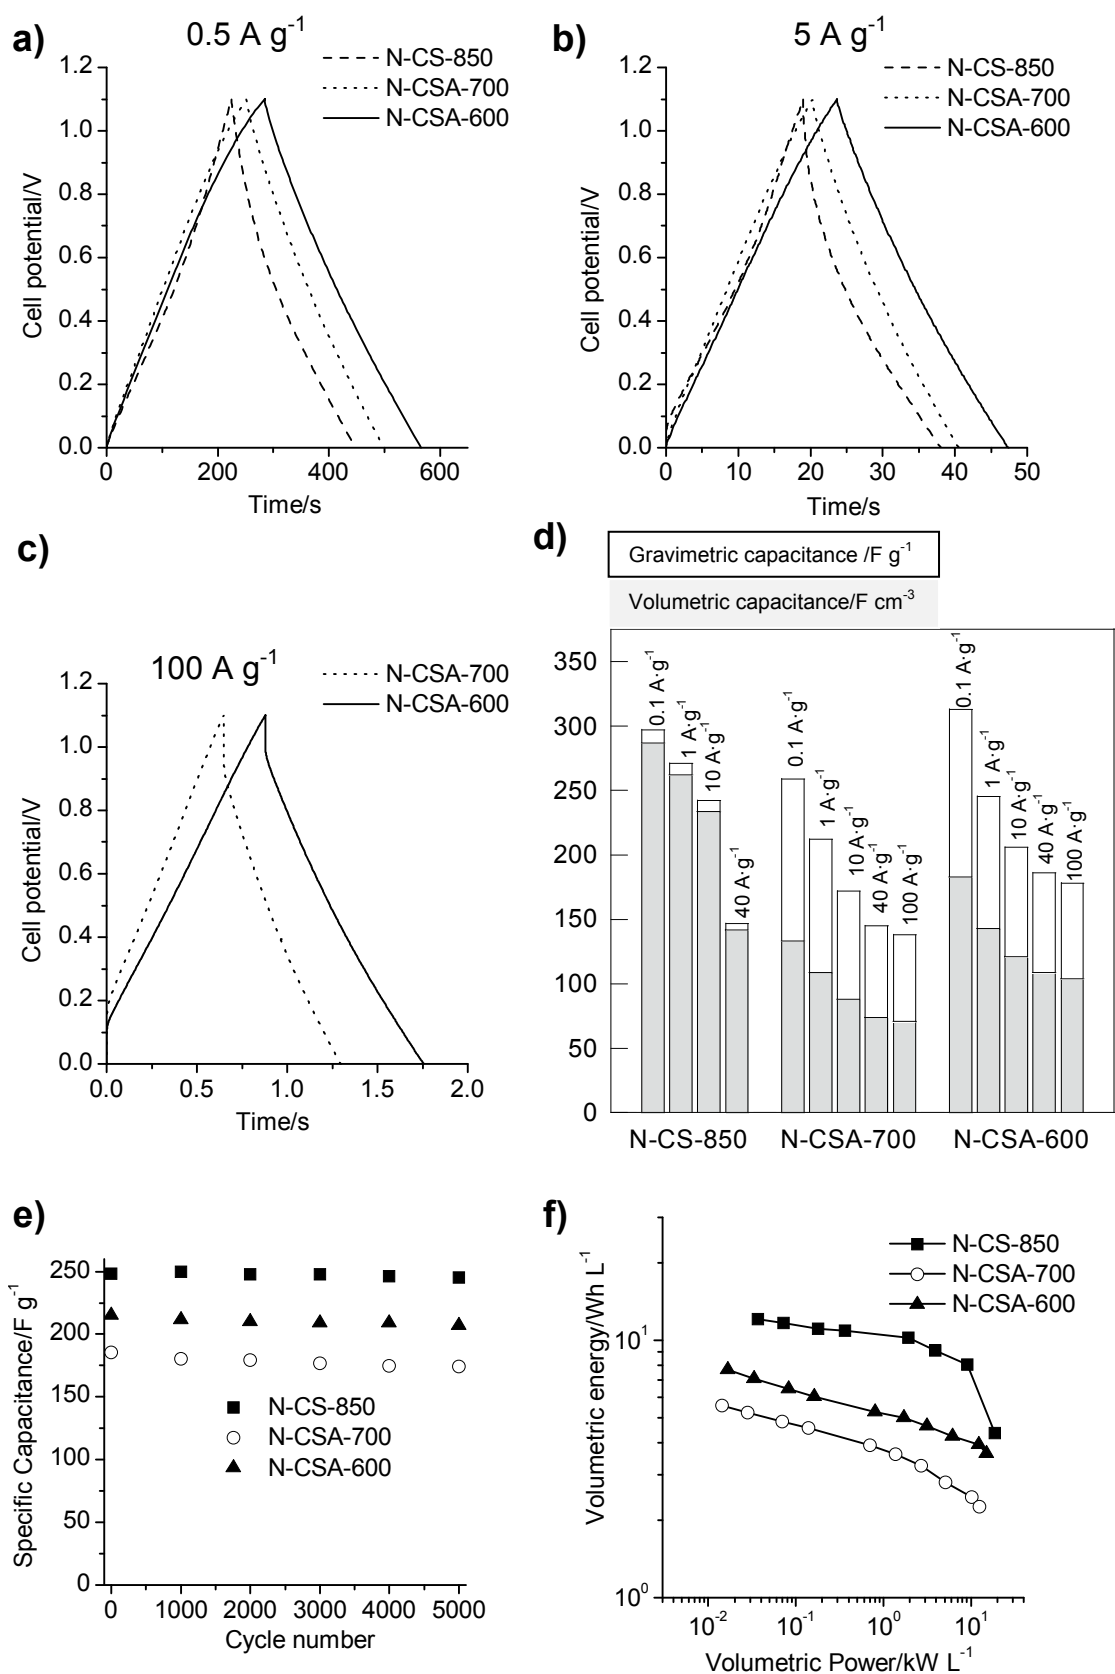 a)
0.5 A g-1
N-CS-850
N-CSA-700
N-CSA-600
1.2
1.0
0.8
0.6
0.4
0.2
0.0
Cell potential/V
0 200 400 600
Time/s
b)
5 A g-1
N-CS-850
N-CSA-700
N-CSA-600
1.2
1.0
0.8
0.6
0.4
0.2
0.0
Cell potential/V
0 10 20 30 40 50
Time/s
c)
100 A g-1
N-CSA-700
N-CSA-600
1.2
1.0
0.8
0.6
0.4
0.2
0.0
Cell potential/V
0.0 0.5 1.0 1.5 2.0
Time/s
d)
Gravimetric capacitance /F g-1
Volumetric capacitance/F cm-3
350
300
250
200
150
100
50
0
0.1 A·g-1
1 A·g-1
10 A·g-1
40 A·g-1
0.1 A·g-1
1 A·g-1
10 A·g-1
40 A·g-1
100 A·g-1
0.1 A·g-1
1 A·g-1
10 A·g-1
40 A·g-1
100 A·g-1
N-CS-850 N-CSA-700 N-CSA-600
e)
250
200
150
100
50
0
Specific Capacitance/F g-1
N-CS-850
N-CSA-700
N-CSA-600
0 1000 2000 3000 4000 5000
Cycle number
f)
N-CS-850
N-CSA-700
N-CSA-600
10^1
10^0
Volumetric energy/Wh L-1
10^-2 10^-1 10^0 10^1
Volumetric Power/kW L-1